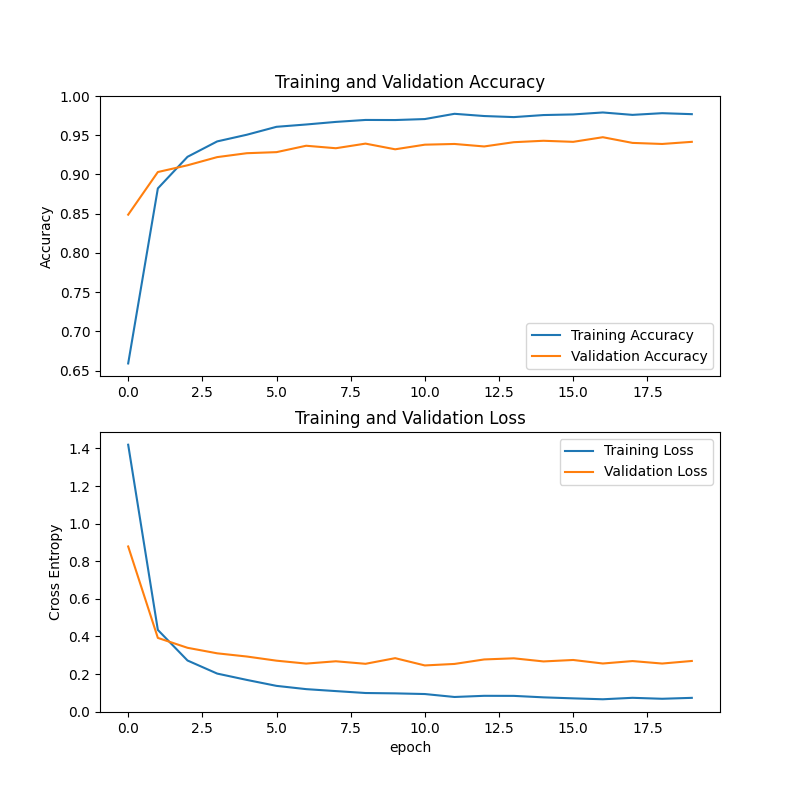 Training and Validation Accuracy
1.00
0.95
0.90
0.85
0.80
0.75
0.70
0.65
Accuracy
Training Accuracy
Validation Accuracy
0.0 2.5 5.0 7.5 10.0 12.5 15.0 17.5
Training and Validation Loss
1.4
1.2
1.0
0.8
0.6
0.4
0.2
0.0
Cross Entropy
Training Loss
Validation Loss
0.0 2.5 5.0 7.5 10.0 12.5 15.0 17.5
epoch